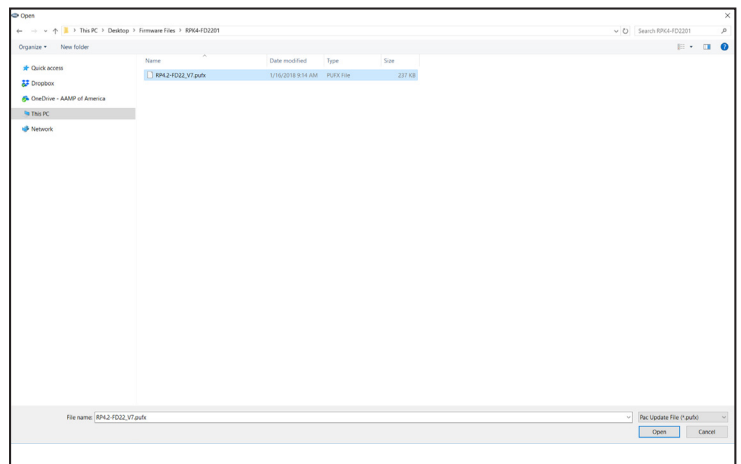 Open
This PC > Desktop > Firmware Files > RPK4-FD2201
Search RPK4-FD2201
Organize
New folder
Name
Date modified
Type
Size
RP4.2-FD22_V7.pufx
1/16/2018 9:14 AM
PUFX File
237 KB
Quick access
Dropbox
OneDrive - AAMP of America
This PC
Network
File name: RP4.2-FD22_V7.pufx
Pac Update File (*.pufx)
Open
Cancel